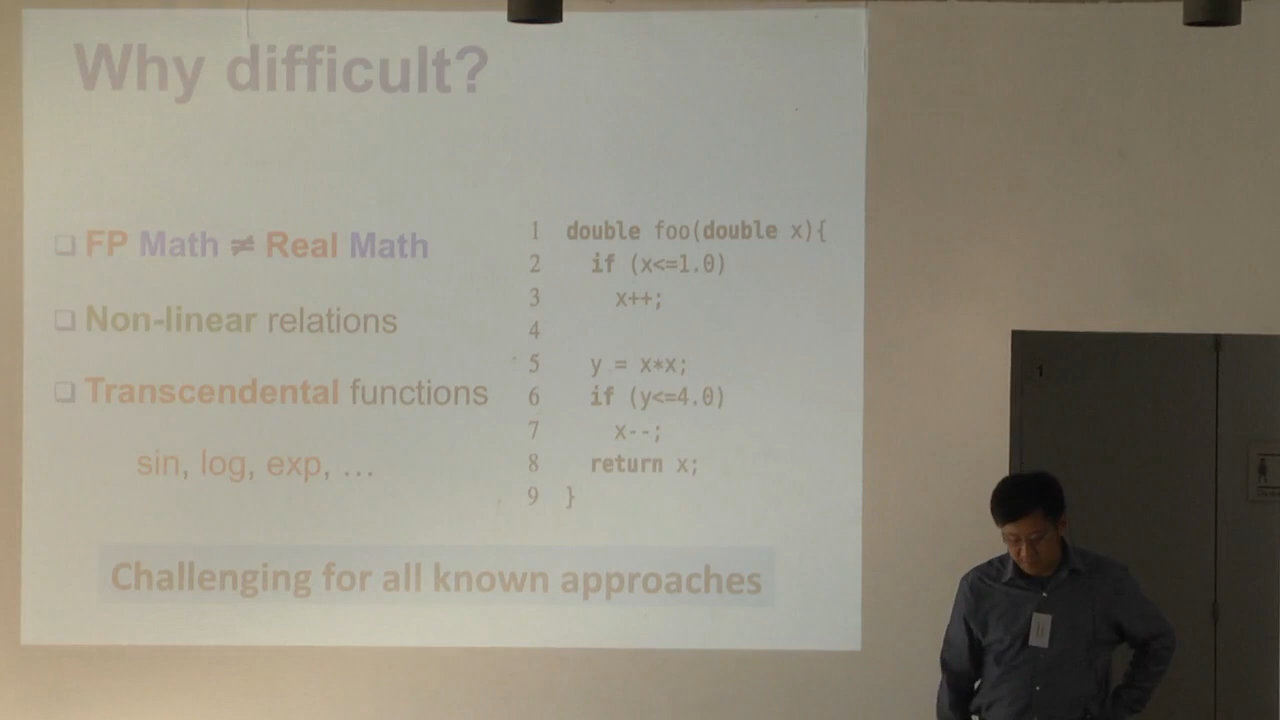 Why difficult?
❑ FP Math ≠ Real Math
❑ Non-linear relations
❑ Transcendental functions
sin, log, exp, …
1 double foo(double x){
2 if (x<=1.0)
3 x++;
4
5 y = x*x;
6 if (y<=4.0)
7 x--;
8 return x;
9 }
Challenging for all known approaches
1